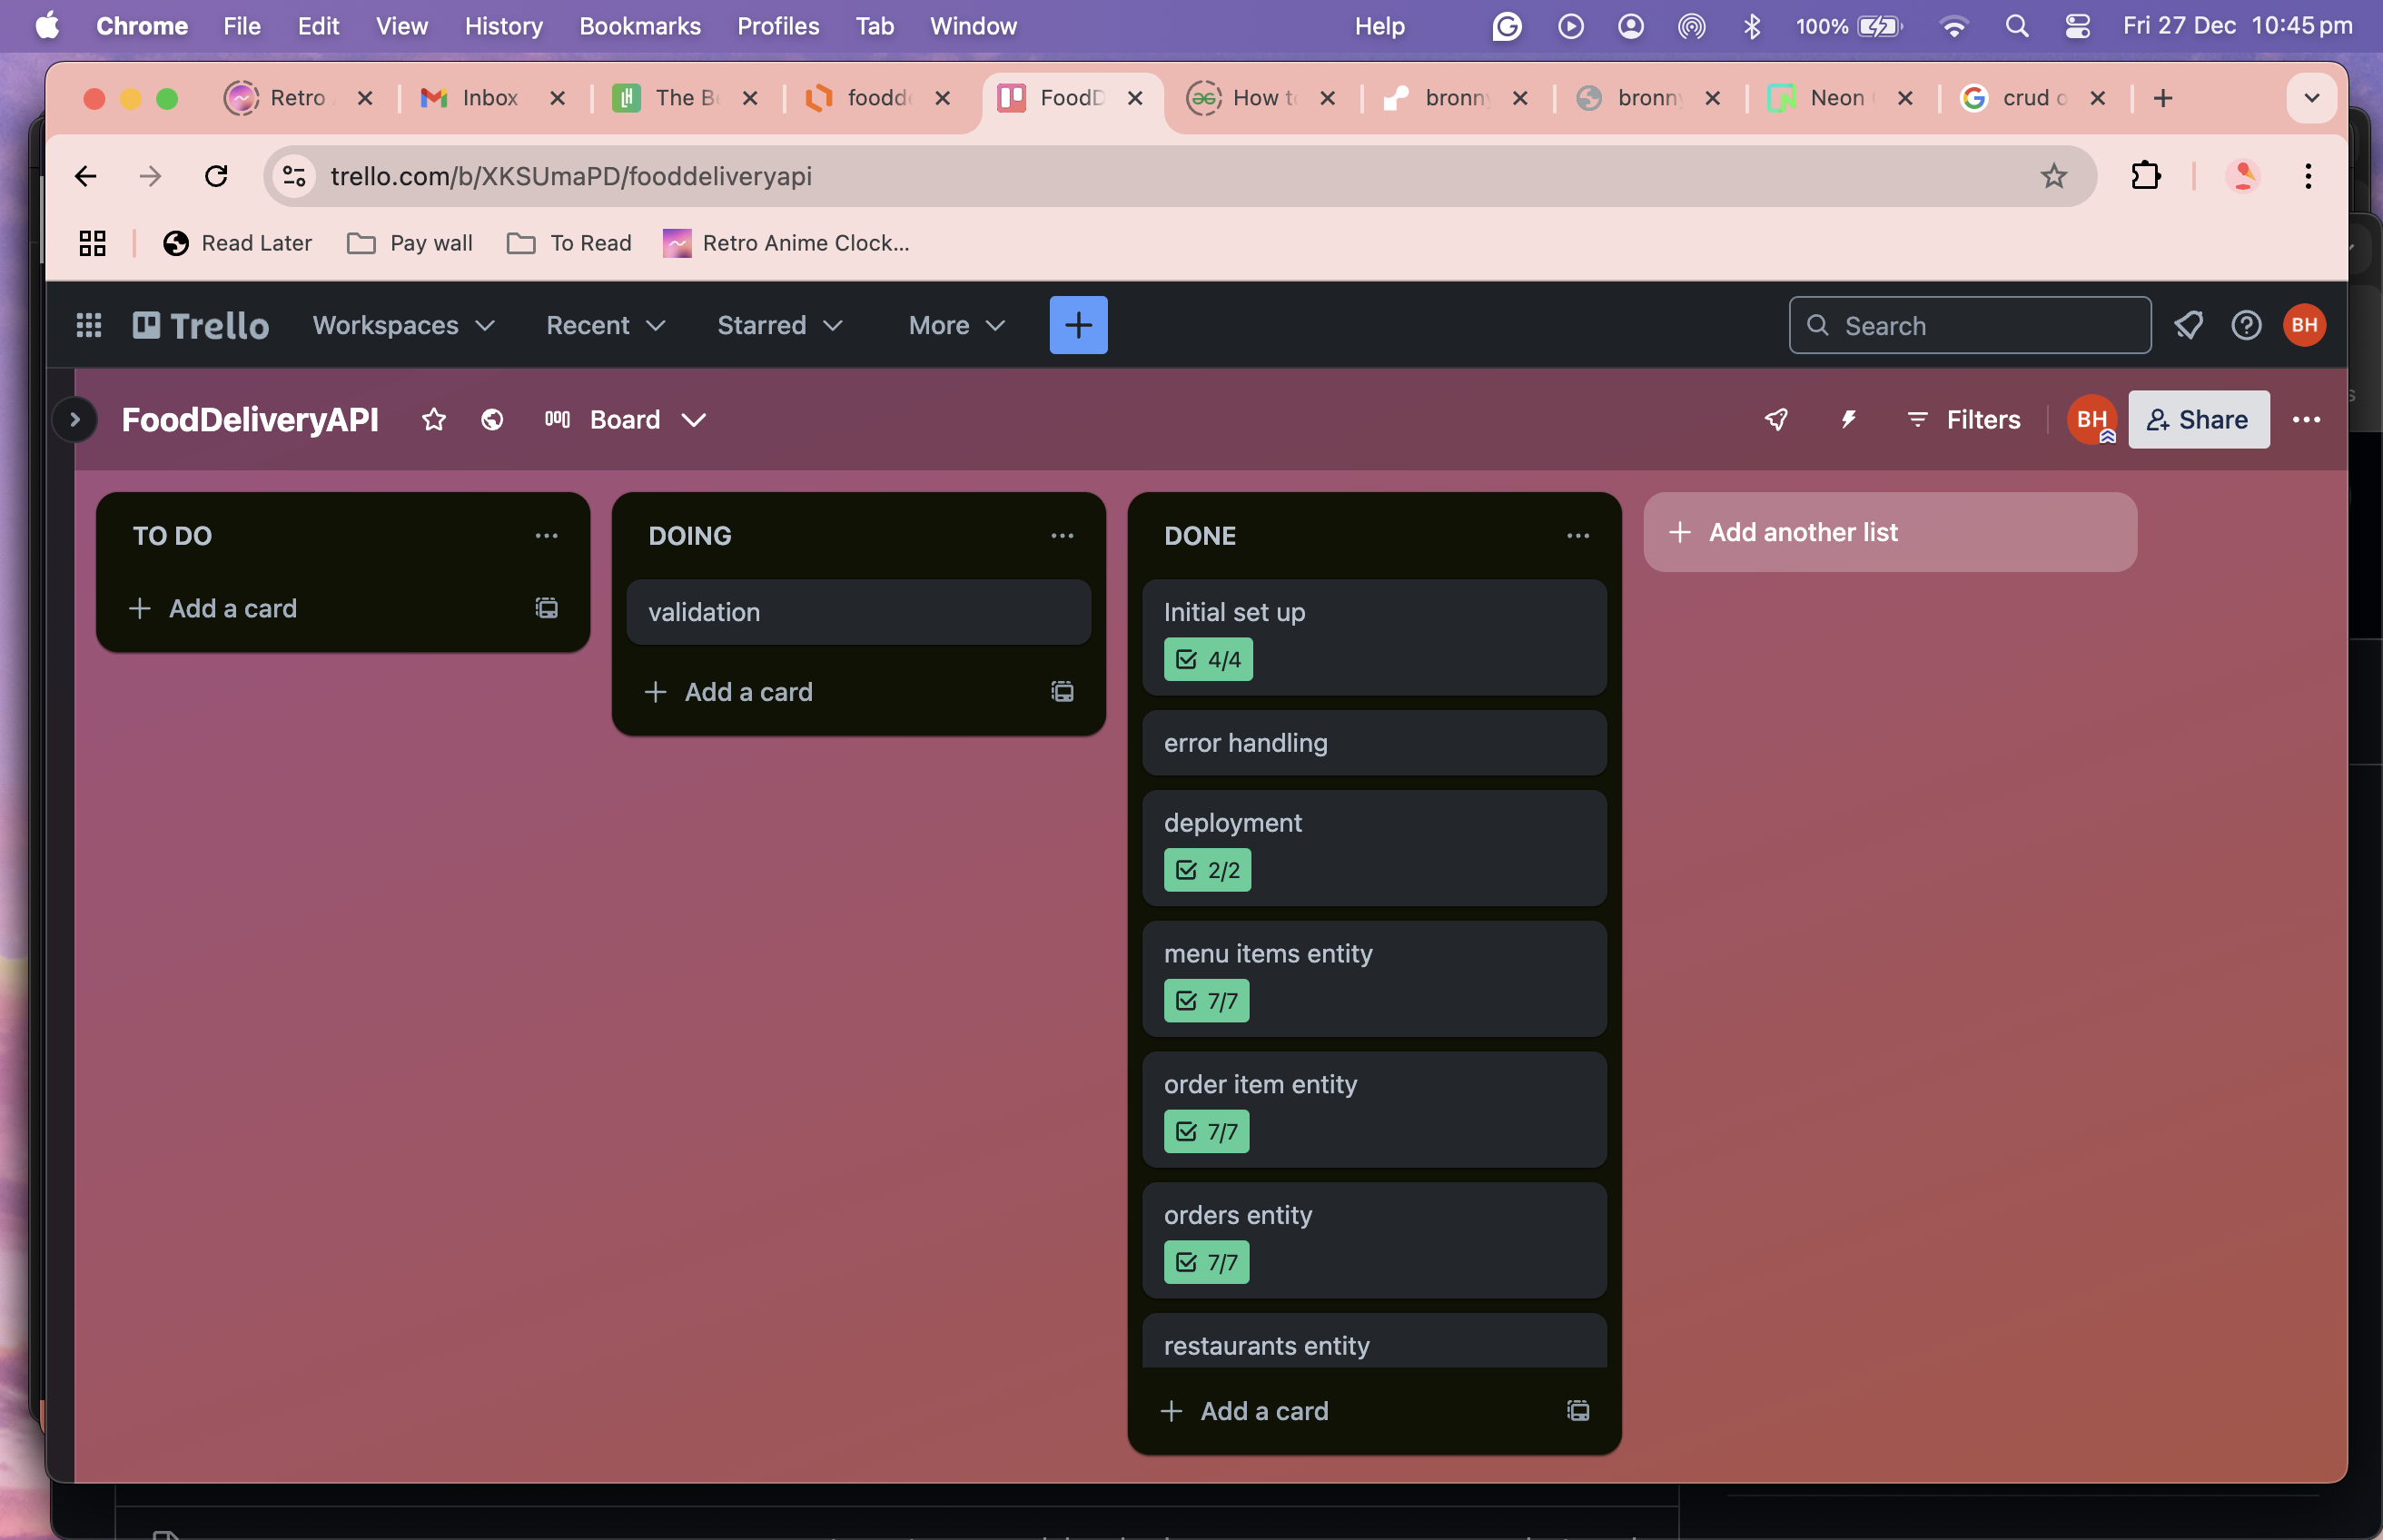 Chrome File Edit View History Bookmarks Profiles Tab Window Help 100% Fri 27 Dec 10:45 pm
Retro Inbox The B foodd FoodD How t bronn bronn Neon crud o
trello.com/b/XKSUmaPD/fooddeliveryapi
Read Later Pay wall To Read Retro Anime Clock...
Trello Workspaces Recent Starred More Search BH
FoodDeliveryAPI Board Filters BH Share
TO DO
Add a card
DOING
validation
Add a card
DONE
Initial set up
4/4
error handling
deployment
2/2
menu items entity
7/7
order item entity
7/7
orders entity
7/7
restaurants entity
Add a card
Add another list